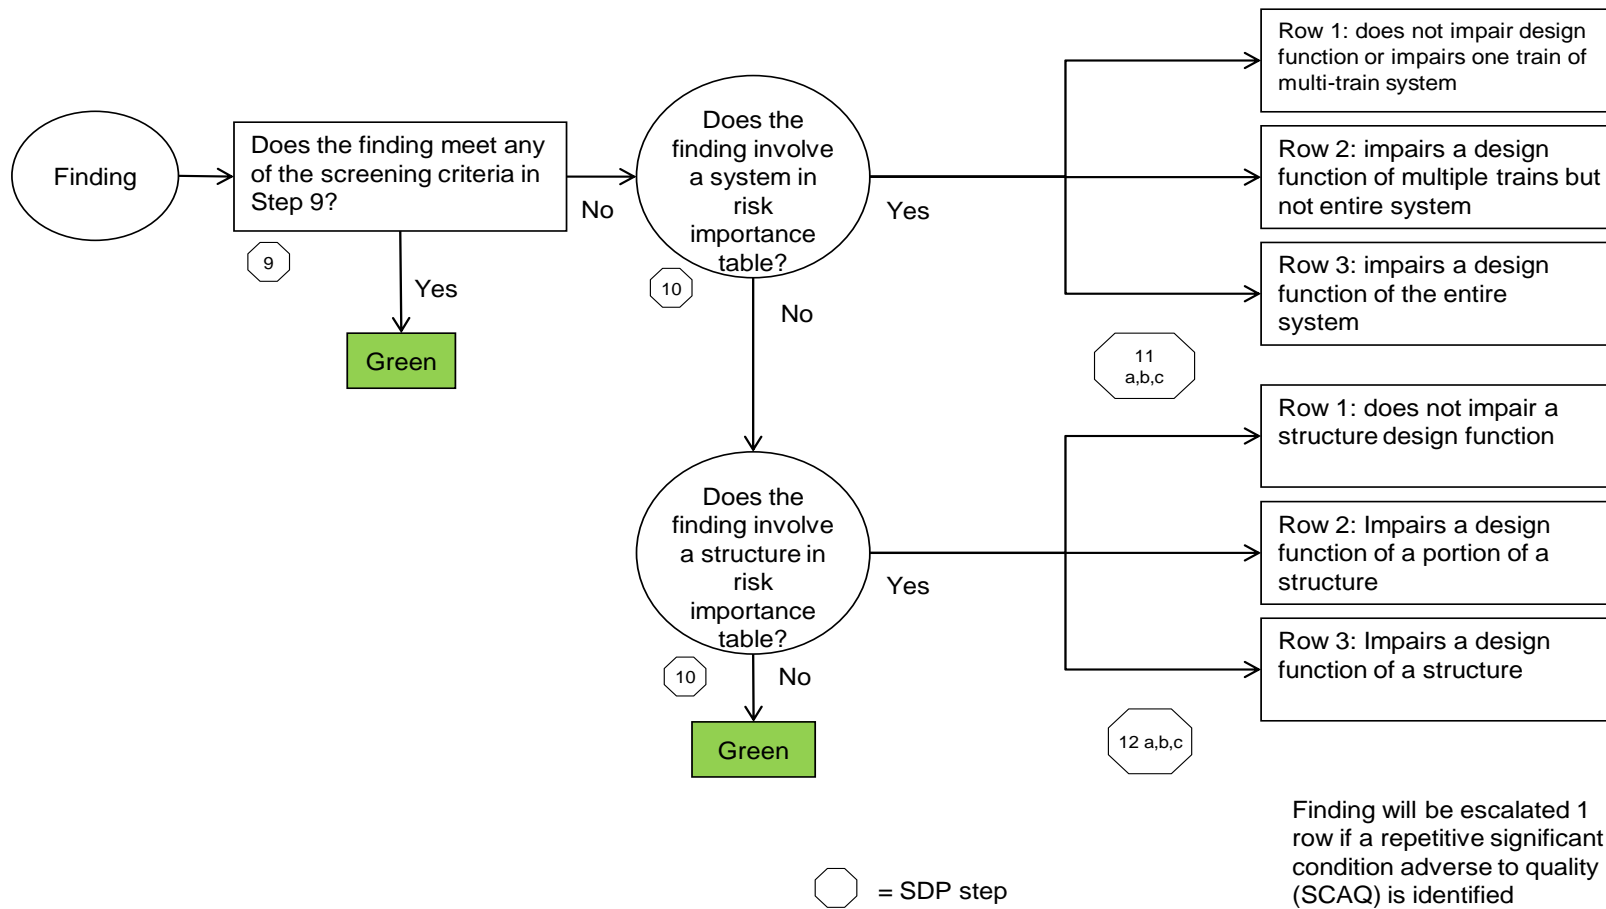 Finding
Does the finding meet any
of the screening criteria in
Step 9?
9
Yes
Green
No
Does the
finding involve
a system in
risk
importance
table?
10
Yes
No
Row 1: does not impair design
function or impairs one train of
multi-train system
Row 2: impairs a design
function of multiple trains but
not entire system
Row 3: impairs a design
function of the entire
system
11
a,b,c
Does the
finding involve
a structure in
risk
importance
table?
10
Yes
No
Green
Row 1: does not impair a
structure design function
Row 2: Impairs a design
function of a portion of a
structure
Row 3: Impairs a design
function of a structure
12 a,b,c
Finding will be escalated 1
row if a repetitive significant
condition adverse to quality
(SCAQ) is identified
= SDP step